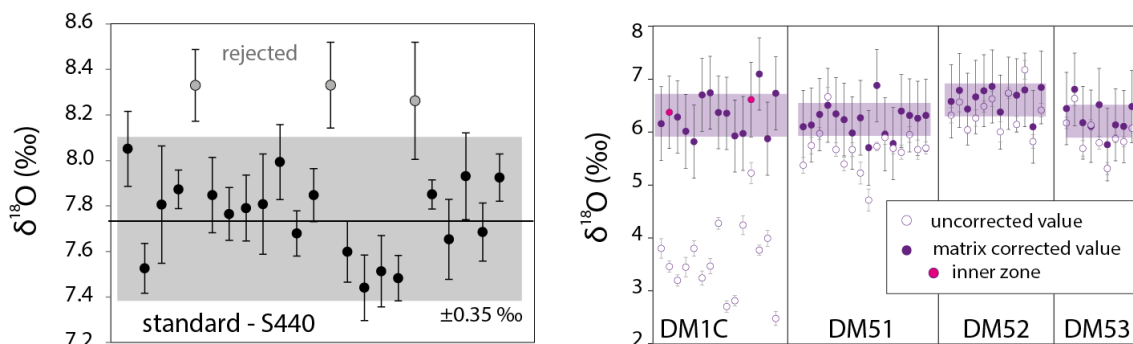 8.6
8.4
8.2
8.0
7.8
7.6
7.4
7.2
δ18O (‰)
rejected
±0.35 ‰
standard - S440
8
7
6
5
4
3
2
δ18O (‰)
uncorrected value
matrix corrected value
inner zone
DM1C
DM51
DM52
DM53